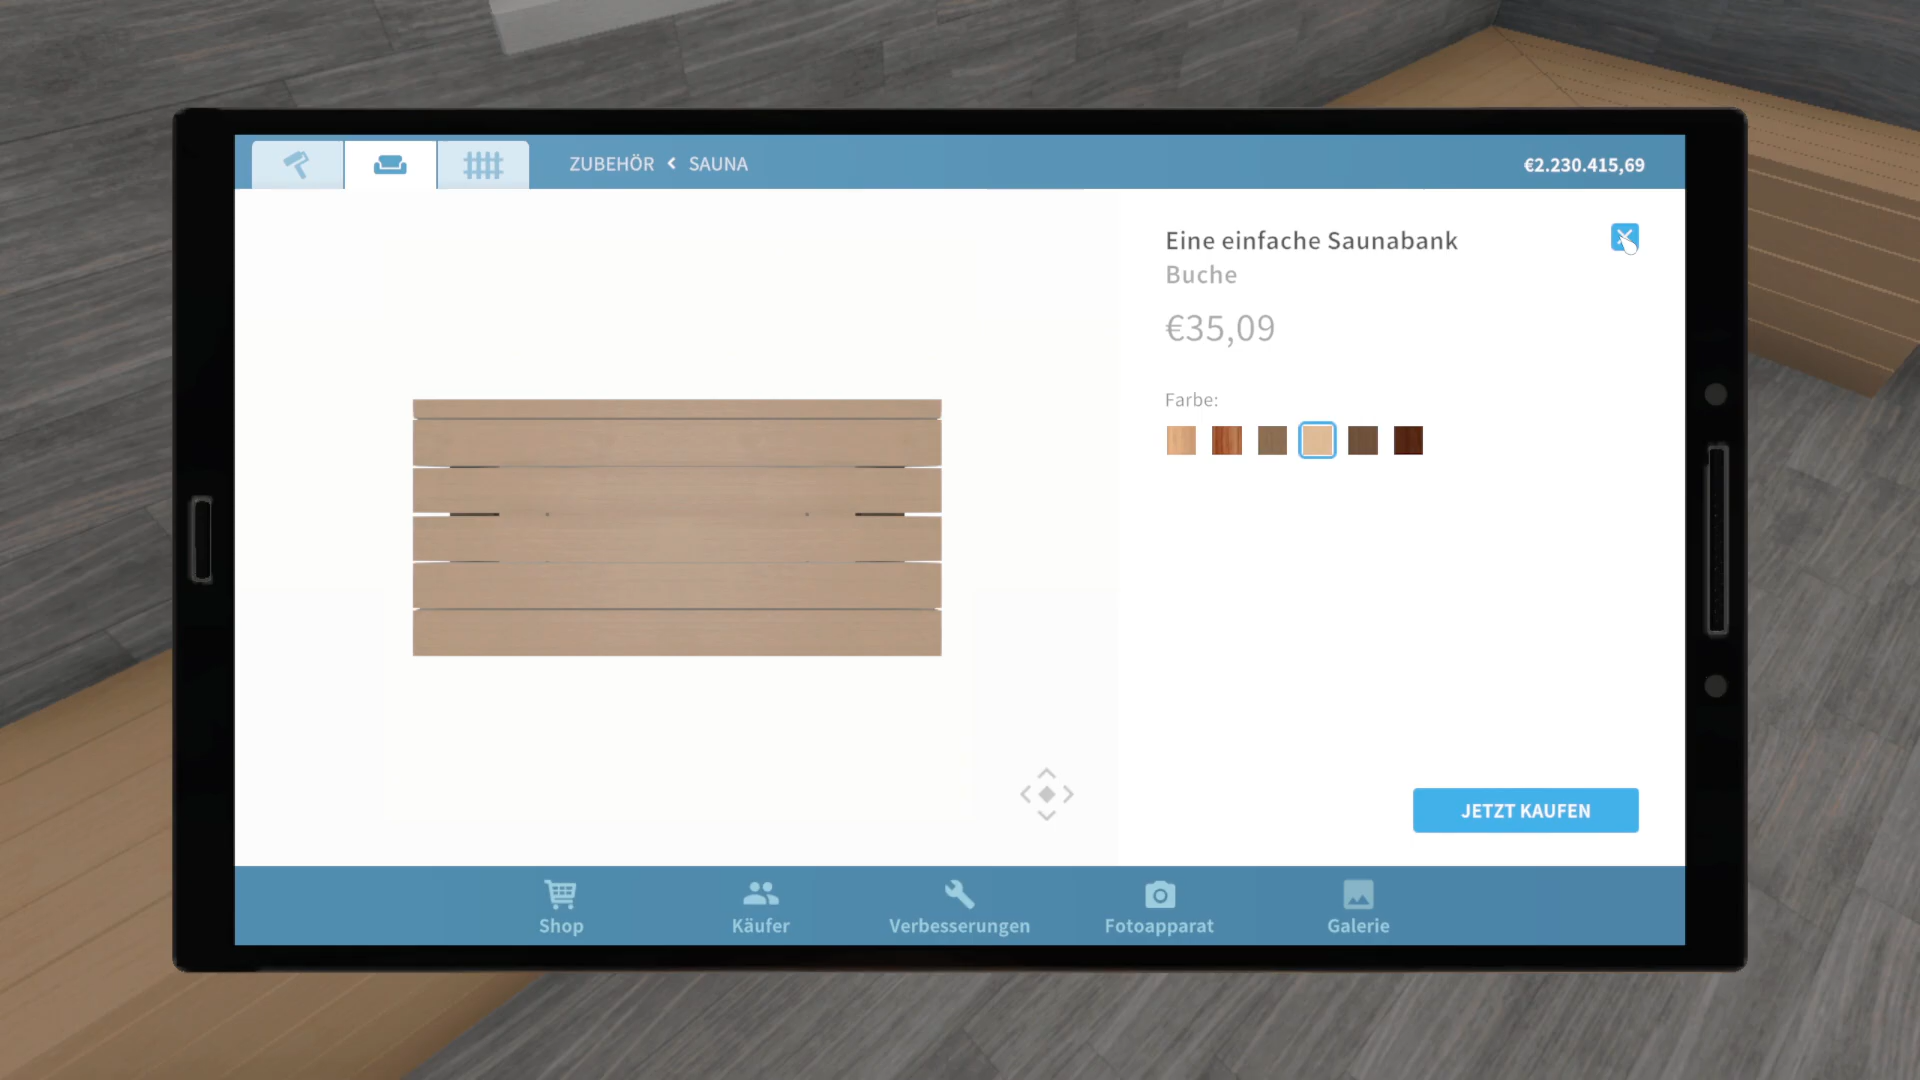 ZUBEHÖR < SAUNA
€2.230.415,69
Eine einfache Saunabank
Buche
€35,09
Farbe:
JETZT KAUFEN
Shop
Käufer
Verbesserungen
Fotoapparat
Galerie